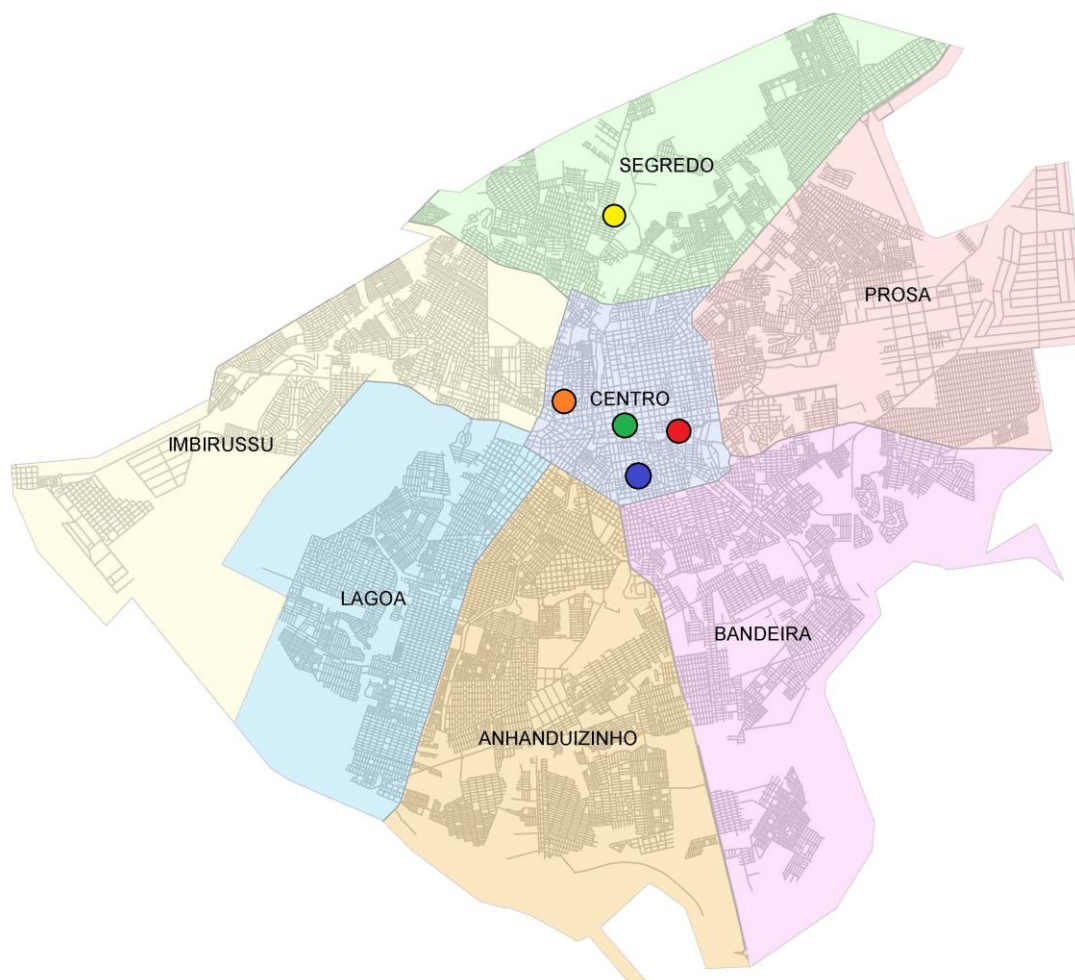 SEGREDO
PROSA
CENTRO
IMBIRUSSU
LAGOA
BANDEIRA
ANHANDUIZINHO